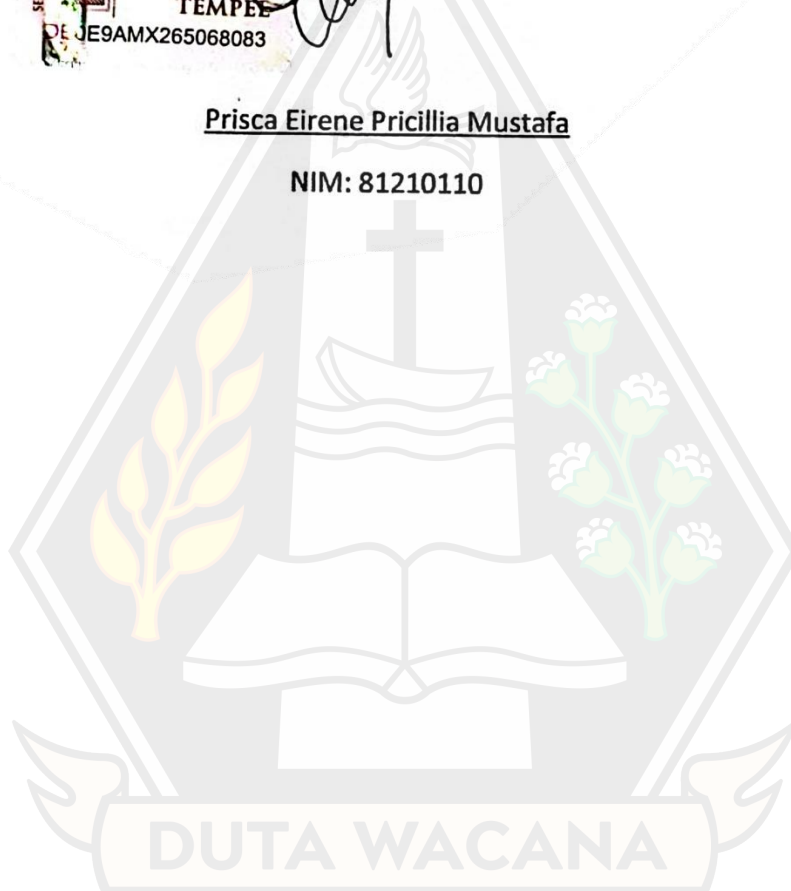 TEMPEL
JE9AMX265068083
Prisca Eirene Pricillia Mustafa
NIM: 81210110
DUTA WACANA